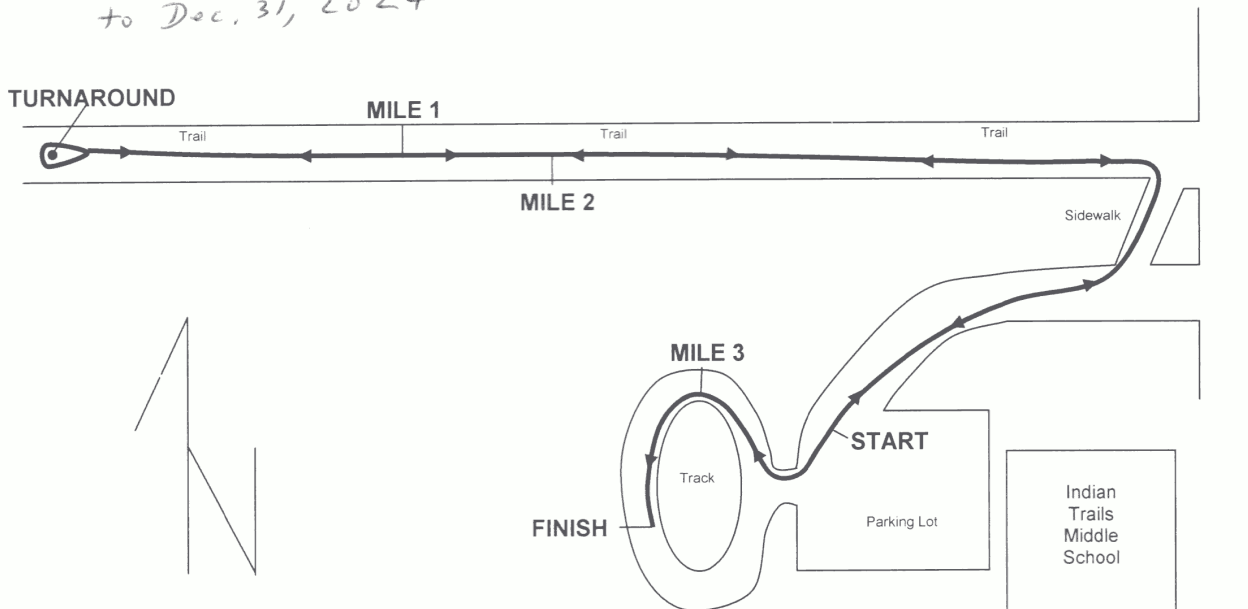 to Dec. 31, 2024
TURNAROUND
MILE 1
Trail
Trail
Trail
MILE 2
Sidewalk
MILE 3
START
Track
FINISH
Parking Lot
Indian
Trails
Middle
School
N